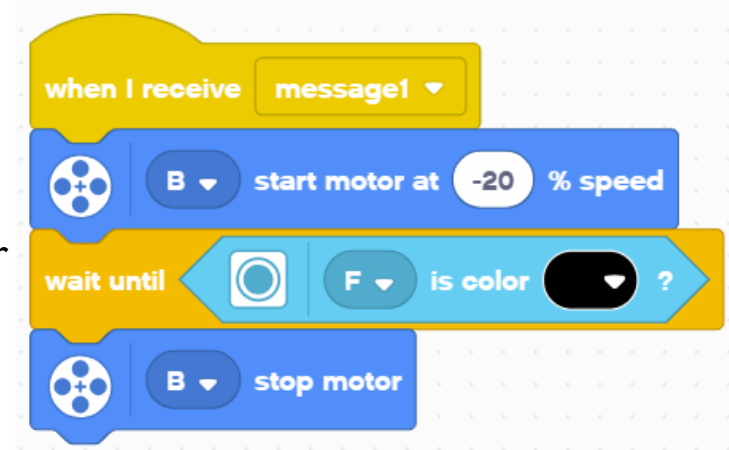 when I receive message1
B start motor at -20 % speed
r
wait until F is color ?
B stop motor